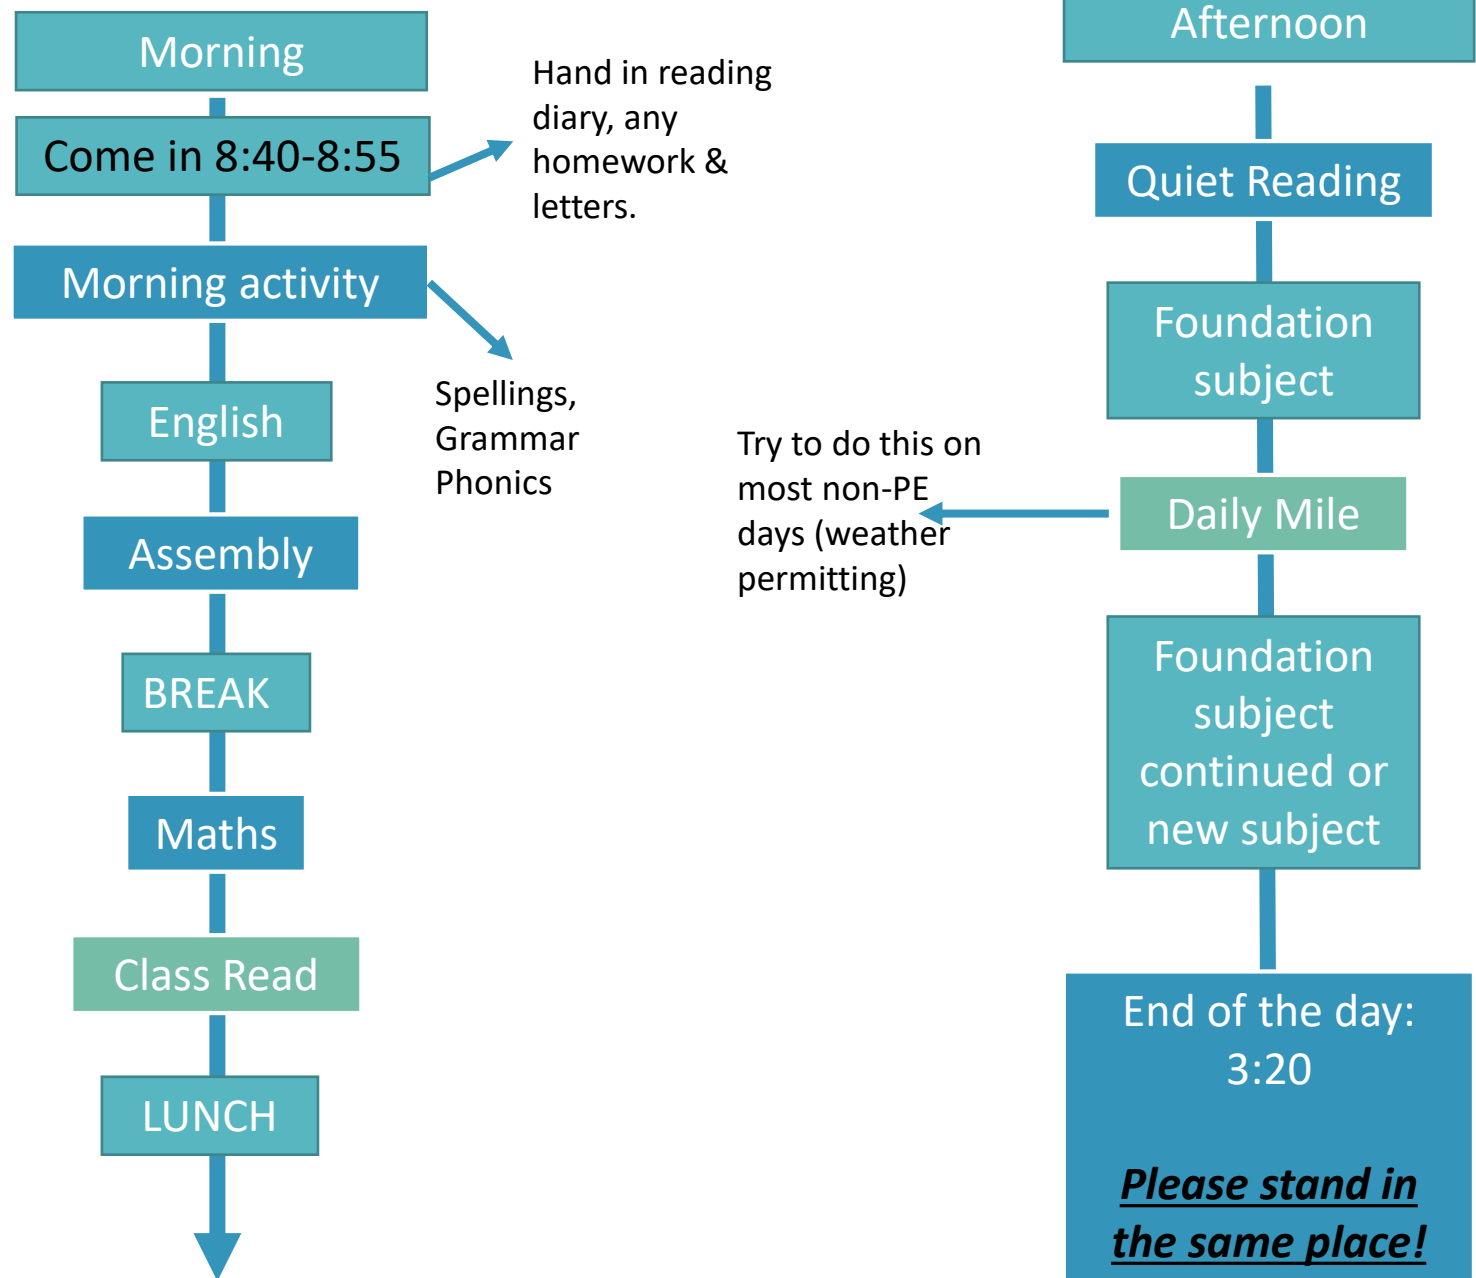 Morning
Come in 8:40-8:55
Hand in reading
diary, any
homework &
letters.
Morning activity
Spellings,
Grammar
Phonics
English
Assembly
BREAK
Maths
Class Read
LUNCH
Afternoon
Quiet Reading
Foundation
subject
Daily Mile
Try to do this on
most non-PE
days (weather
permitting)
Foundation
subject
continued or
new subject
End of the day:
3:20
Please stand in
the same place!